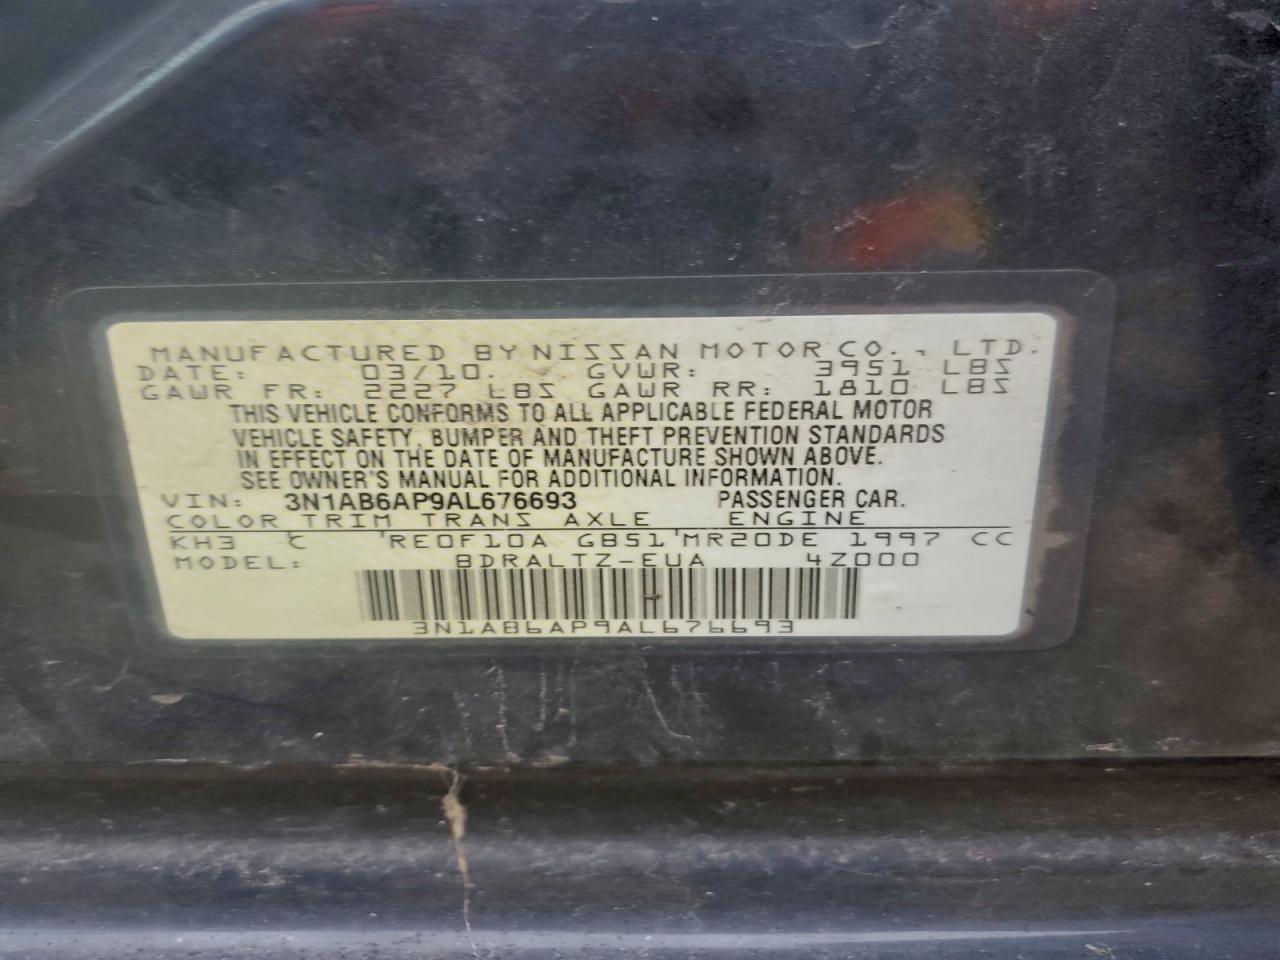 MANUFACTURED BY NISSAN MOTOR CO., LTD.
DATE: 03/10. GVWR: 3951 LBS
GAWR FR: 2227 LBS GAWR RR: 1810 LBS
THIS VEHICLE CONFORMS TO ALL APPLICABLE FEDERAL MOTOR
VEHICLE SAFETY, BUMPER AND THEFT PREVENTION STANDARDS
IN EFFECT ON THE DATE OF MANUFACTURE SHOWN ABOVE.
SEE OWNER'S MANUAL FOR ADDITIONAL INFORMATION.
VIN: 3N1AB6AP9AL676693 PASSENGER CAR.
COLOR TRIM TRANS AXLE ENGINE
KH3 C 'RE0F10A GB51'MR20DE 1997 CC
MODEL: BDRALTZ-EUA 4Z000
3N1AB6AP9AL676693